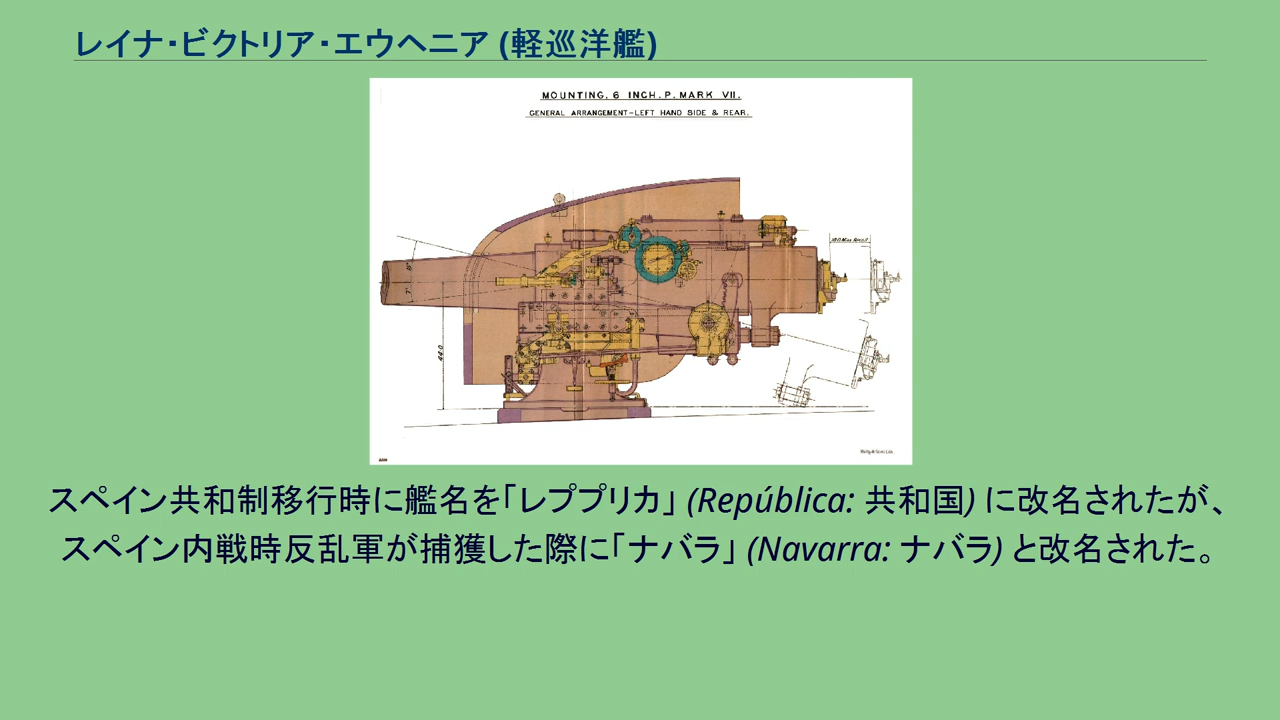 レイナ・ビクトリア・エウヘニア (軽巡洋艦)
MOUNTING. 6 INCH. P. MARK VII.
GENERAL ARRANGEMENT-LEFT HAND SIDE & REAR.
44.0
スペイン共和制移行時に艦名を「レププリカ」 (República: 共和国) に改名されたが、
スペイン内戦時反乱軍が捕獲した際に「ナバラ」 (Navarra: ナバラ) と改名された。